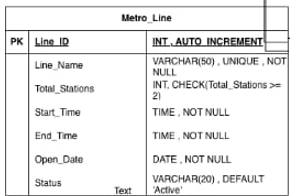 Metro_Line
PK Line_ID INT , AUTO_INCREMENT
Line_Name VARCHAR(50) , UNIQUE , NOT
NULL
Total_Stations INT, CHECK(Total_Stations >=
2)
Start_Time TIME , NOT NULL
End_Time TIME , NOT NULL
Open_Date DATE , NOT NULL
Status VARCHAR(20) , DEFAULT
Text 'Active'